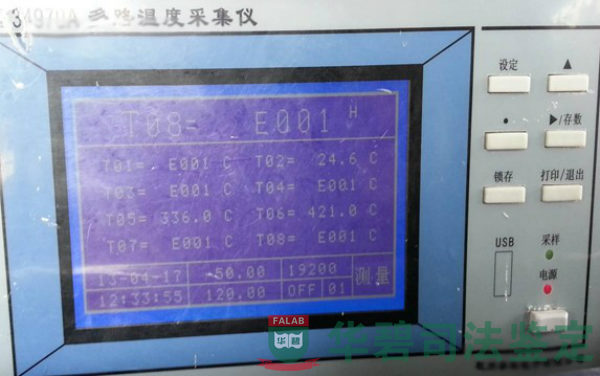 34970A 多路温度采集仪
T08= E001 H
T01= E001 C T02= 24.6 C
T03= E001 C T04= E001 C
T05= 336.0 C T06= 421.0 C
T07= E001 C T08= E001 C
13-04-17 -50.00 19200 测量
12:33:55 120.00 OFF 01
设定 ▲
● ▶/存数
锁存 打印/退出
USB 采样
电源
FALAB
华碧
华碧司法鉴定